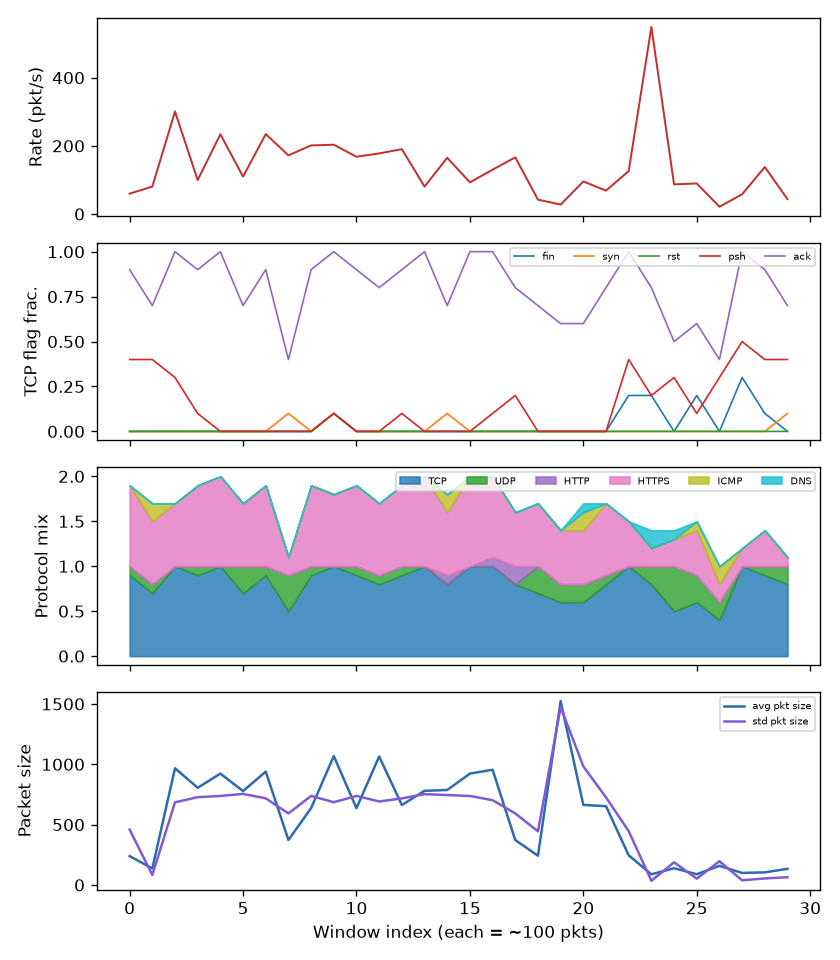 Rate (pkt/s)
400
200
0
TCP flag frac.
1.00
0.75
0.50
0.25
0.00
fin syn rst psh ack
Protocol mix
2.0
1.5
1.0
0.5
0.0
TCP UDP HTTP HTTPS ICMP DNS
Packet size
1500
1000
500
0
avg pkt size
std pkt size
0 5 10 15 20 25 30
Window index (each = ~100 pkts)